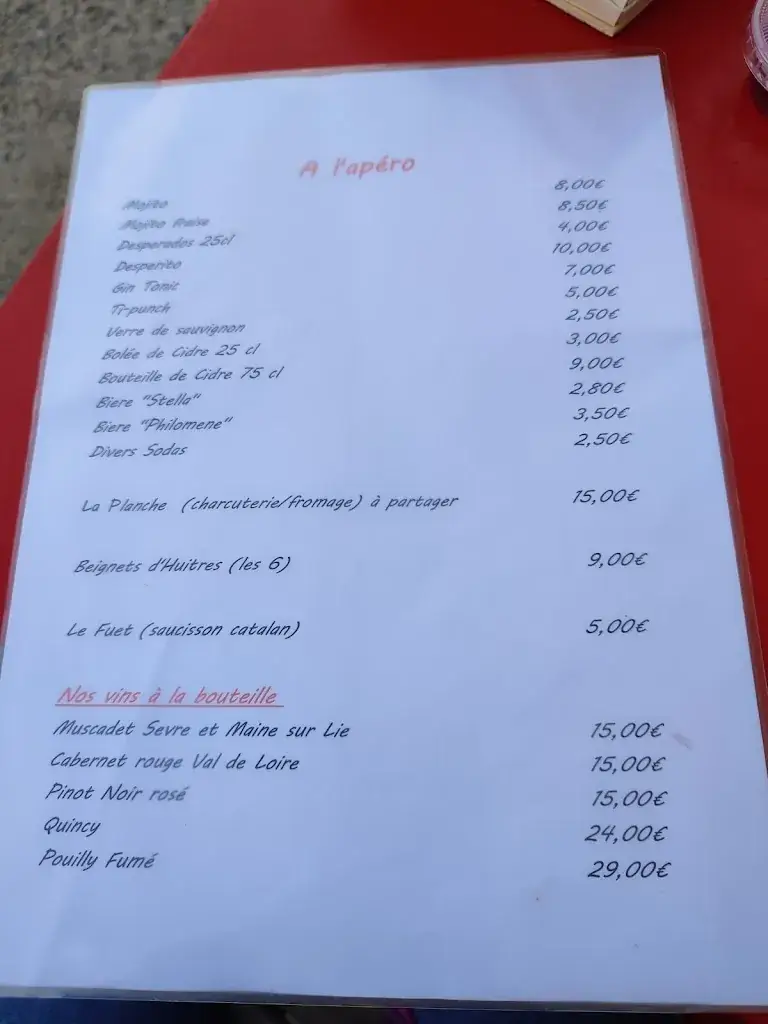 A l'apéro
Mojito 8,00€
Mojito fraise 8,50€
Desperados 25cl 4,00€
Desperito 10,00€
Gin Tonic 7,00€
Ti-punch 5,00€
Verre de sauvignon 2,50€
Bolée de Cidre 25 cl 3,00€
Bouteille de Cidre 75 cl 9,00€
Biere "Stella" 2,80€
Biere "Philomene" 3,50€
Divers Sodas 2,50€
La Planche (charcuterie/fromage) à partager 15,00€
Beignets d'Huitres (les 6) 9,00€
Le Fuet (saucisson catalan) 5,00€
Nos vins à la bouteille
Muscadet Sevre et Maine sur Lie 15,00€
Cabernet rouge Val de Loire 15,00€
Pinot Noir rosé 15,00€
Quincy 24,00€
Pouilly Fumé 29,00€